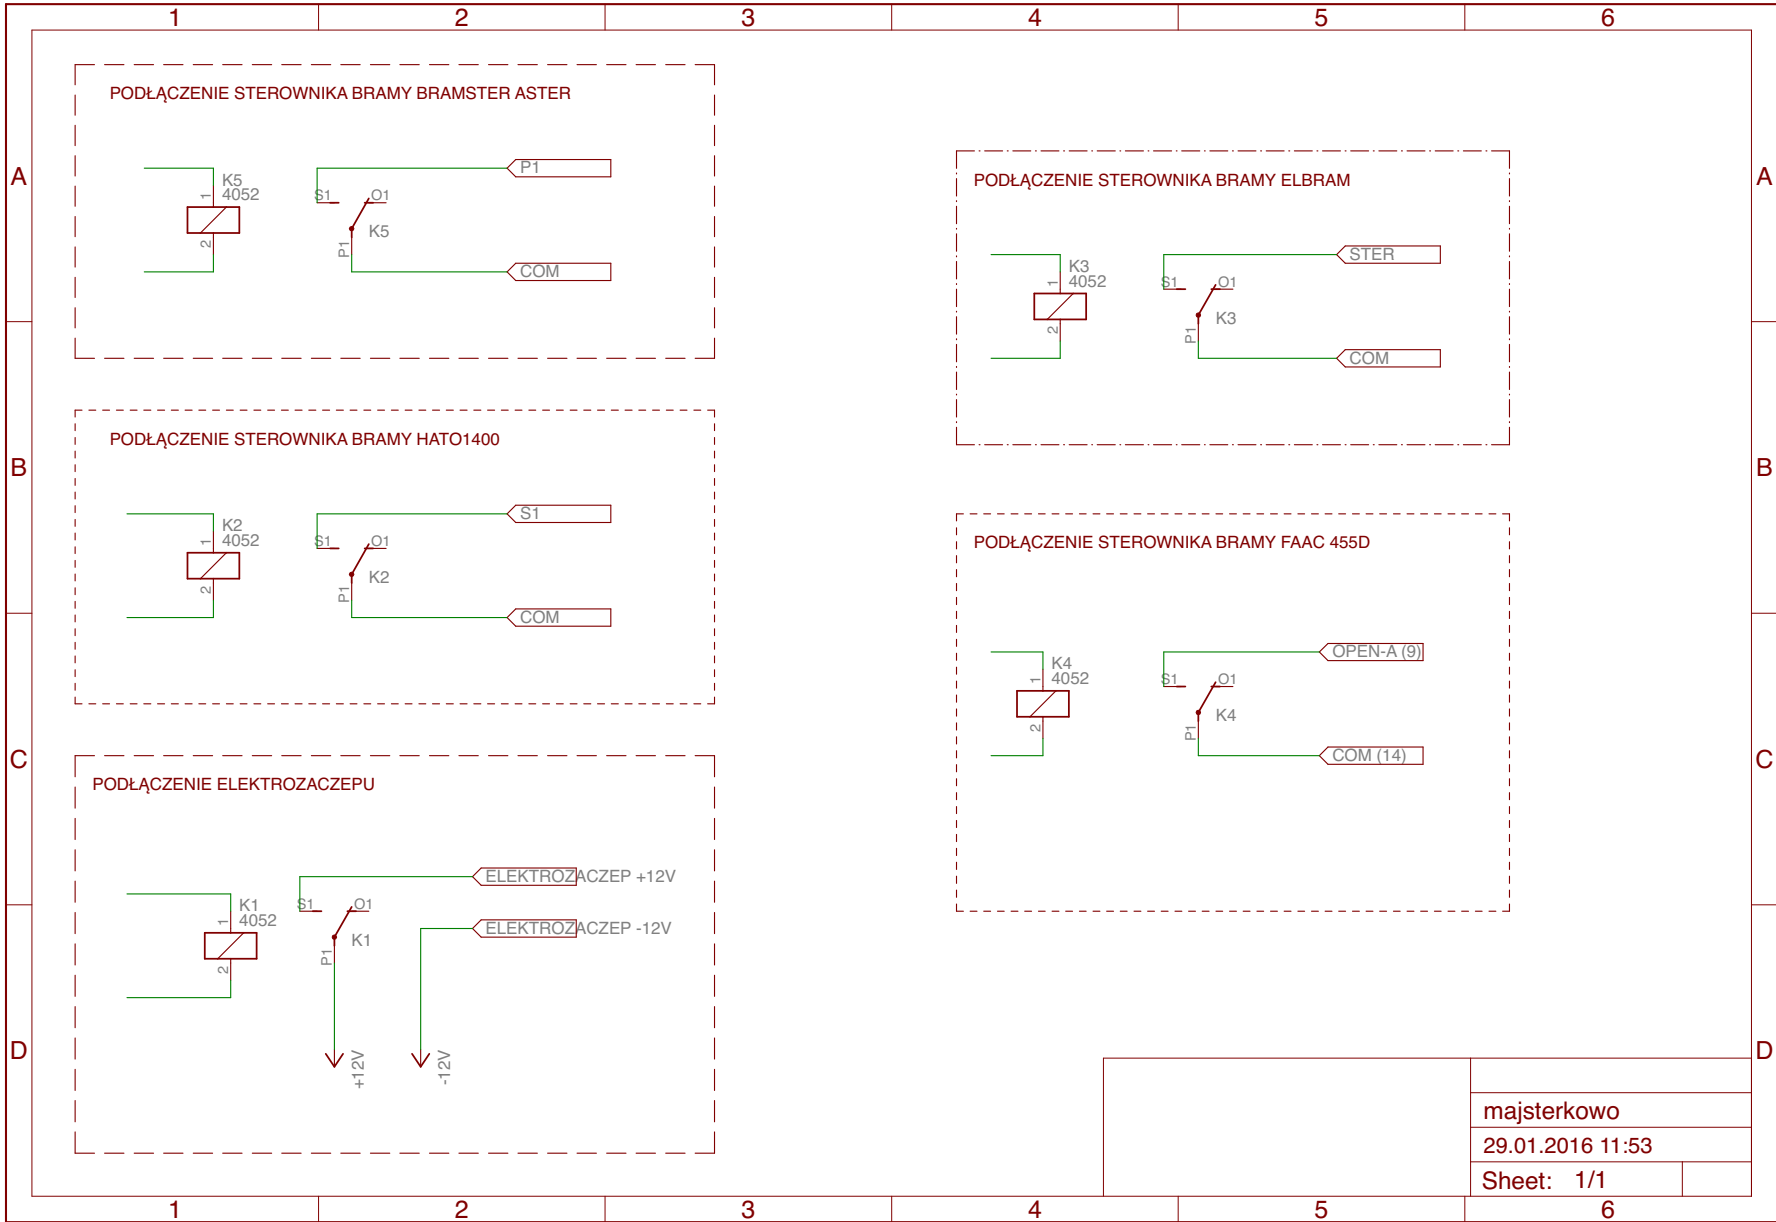 1 2 3 4 5 6
A A
B B
C C
D D
PODŁĄCZENIE STEROWNIKA BRAMY BRAMSTER ASTER
K5
4052
1
2
S1
O1
K5
P1
P1
COM
PODŁĄCZENIE STEROWNIKA BRAMY ELBRAM
K3
4052
1
2
S1
O1
K3
P1
STER
COM
PODŁĄCZENIE STEROWNIKA BRAMY HATO1400
K2
4052
1
2
S1
O1
K2
P1
S1
COM
PODŁĄCZENIE STEROWNIKA BRAMY FAAC 455D
K4
4052
1
2
S1
O1
K4
P1
OPEN-A (9)
COM (14)
PODŁĄCZENIE ELEKTROZACZEPU
K1
4052
1
2
S1
O1
K1
P1
ELEKTROZACZEP +12V
ELEKTROZACZEP -12V
+12V
-12V
majsterkowo
29.01.2016 11:53
Sheet: 1/1
1 2 3 4 5 6